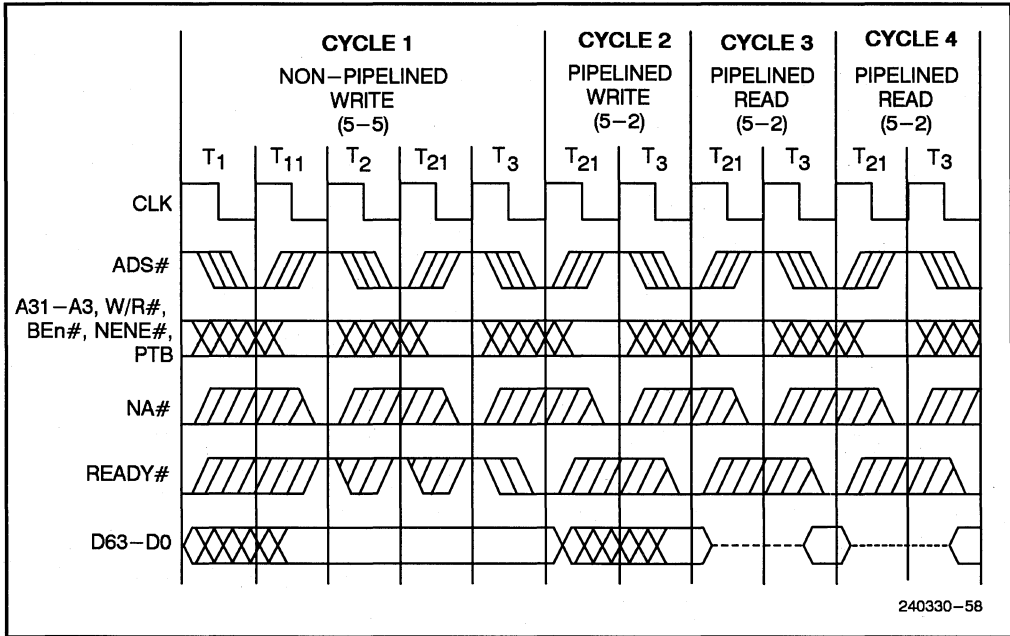 CYCLE 1
NON–PIPELINED
WRITE
(5–5)
CYCLE 2
PIPELINED
WRITE
(5–2)
CYCLE 3
PIPELINED
READ
(5–2)
CYCLE 4
PIPELINED
READ
(5–2)
T1 T11 T2 T21 T3 T21 T3 T21 T3 T21 T3
CLK
ADS#
A31–A3, W/R#,
BEn#, NENE#,
PTB
NA#
READY#
D63–D0
240330–58